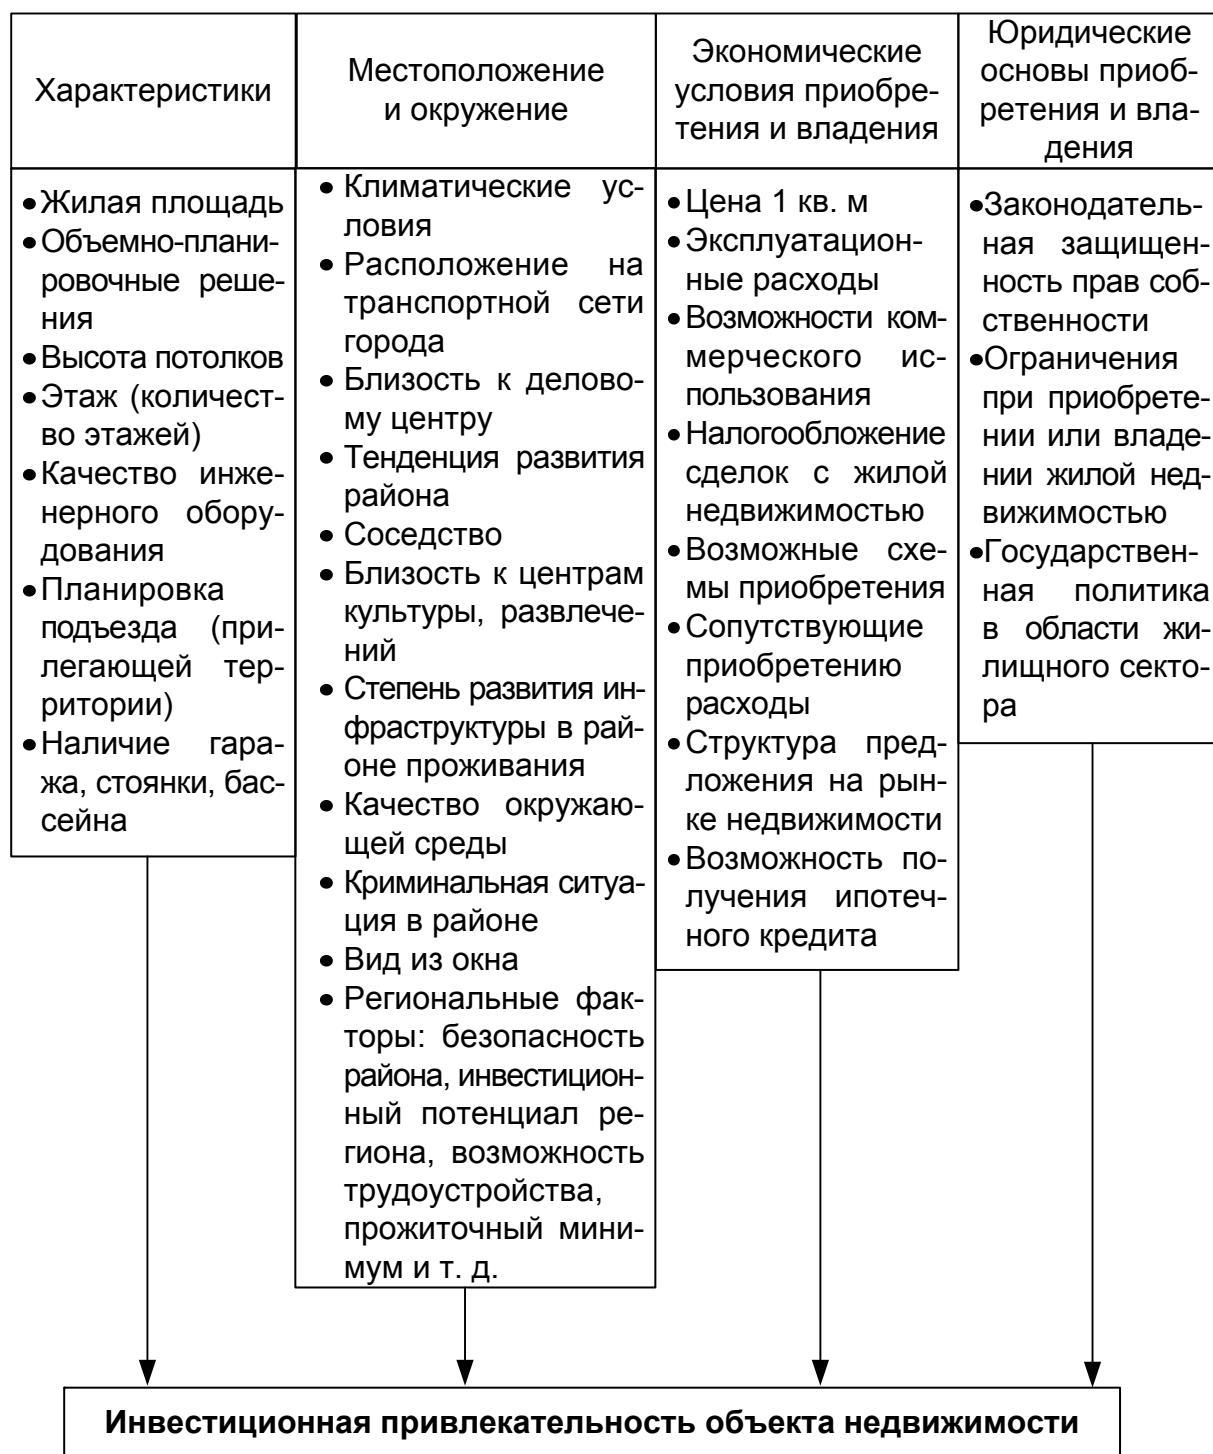 Характеристики
Местоположение
и окружение
Экономические
условия приобре-
тения и владения
Юридические
основы приоб-
ретения и вла-
дения
•Жилая площадь
•Объемно-плани-
ровочные реше-
ния
•Высота потолков
•Этаж (количест-
во этажей)
•Качество инже-
нерного обору-
дования
•Планировка
подъезда (при-
легающей тер-
ритории)
•Наличие гара-
жа, стоянки, бас-
сейна
• Климатические ус-
ловия
• Расположение на
транспортной сети
города
• Близость к делово-
му центру
• Тенденция развития
района
• Соседство
• Близость к центрам
культуры, развлече-
ний
• Степень развития ин-
фраструктуры в рай-
оне проживания
• Качество окружаю-
щей среды
• Криминальная ситуа-
ция в районе
• Вид из окна
• Региональные фак-
торы: безопасность
района, инвестицион-
ный потенциал ре-
гиона, возможность
трудоустройства,
прожиточный мини-
мум и т. д.
•Цена 1 кв. м
•Эксплуатацион-
ные расходы
•Возможности ком-
мерческого ис-
пользования
•Налогообложение
сделок с жилой
недвижимостью
•Возможные схе-
мы приобретения
•Сопутствующие
приобретению
расходы
•Структура пред-
ложения на рын-
ке недвижимости
•Возможность по-
лучения ипотеч-
ного кредита
•Законодатель-
ная защищен-
ность прав соб-
ственности
•Ограничения
при приобрете-
нии или владе-
нии жилой нед-
вижимостью
•Государствен-
ная политика
в области жи-
лищного секто-
ра
Инвестиционная привлекательность объекта недвижимости